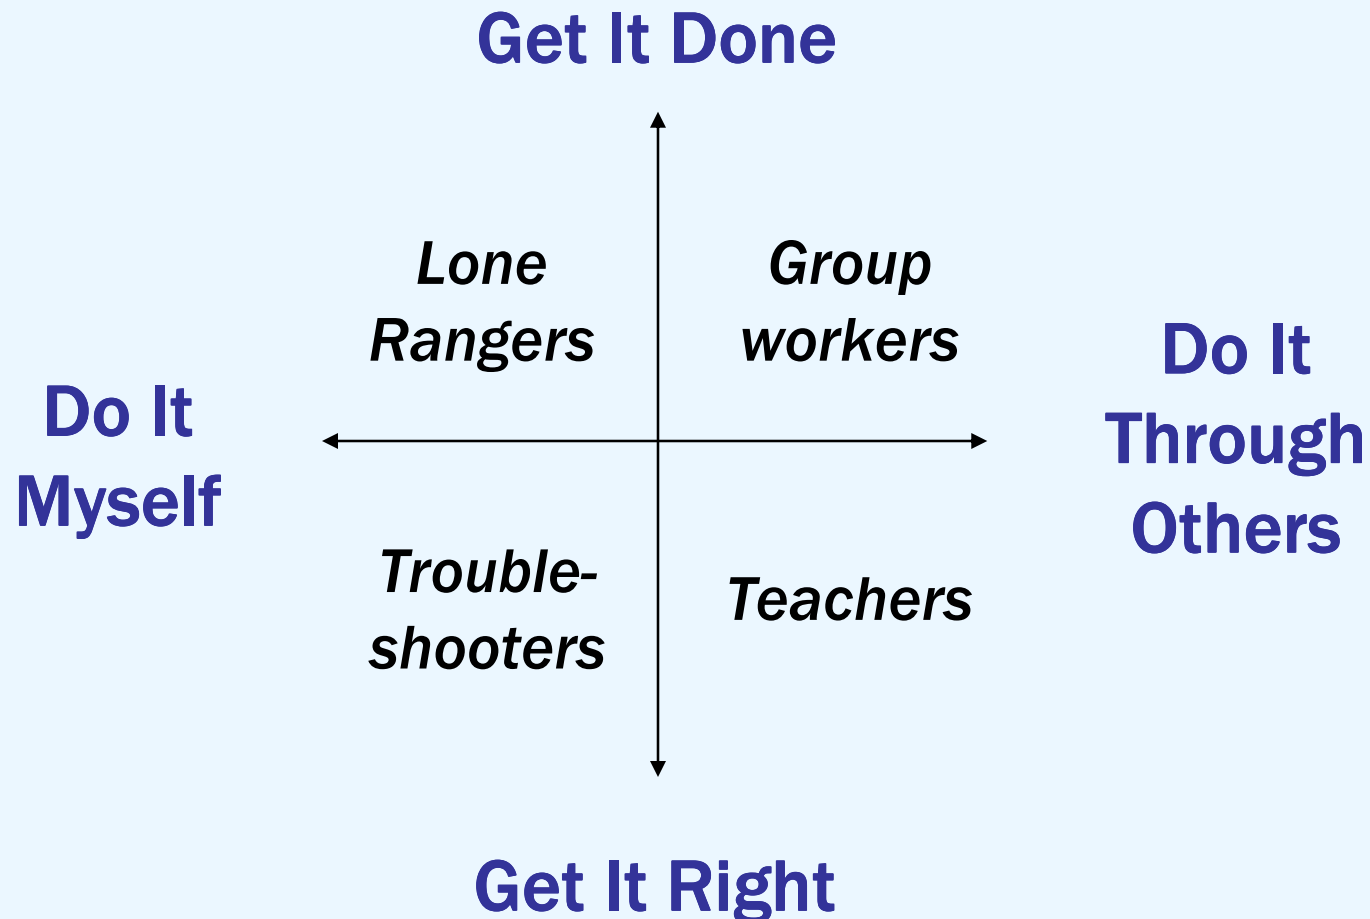 Get It Done
Lone
Rangers
Group
workers
Do It
Myself
Do It
Through
Others
Trouble-
shooters
Teachers
Get It Right